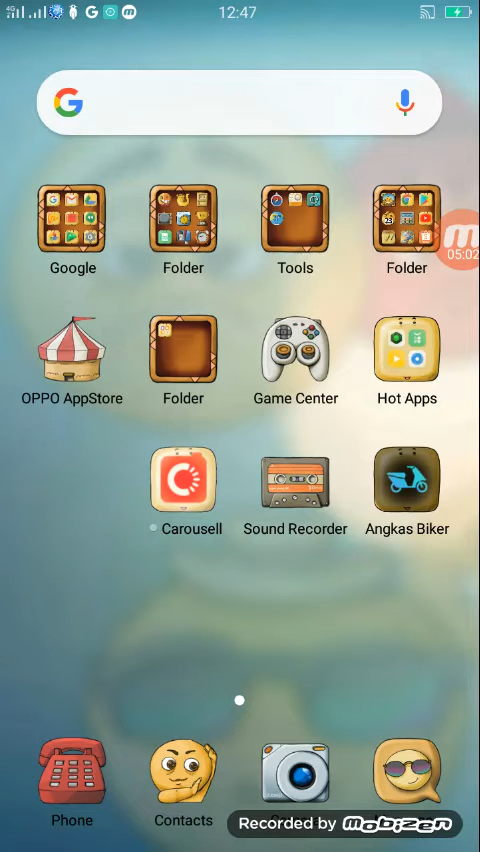 4G
12:47
05:02
Google
Folder
Tools
Folder
OPPO AppStore
Folder
Game Center
Hot Apps
Carousell
Sound Recorder
Angkas Biker
Phone
Contacts
Recorded by mobizen